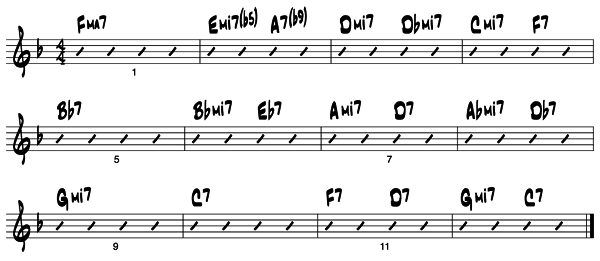 Fma7 Emi7(b5) A7(b9) Dmi7 Dbmi7 Cmi7 F7
4
4
1
Bb7 Bbmi7 Eb7 Ami7 D7 Abmi7 Db7
5 7
Gmi7 C7 F7 D7 Gmi7 C7
9 11